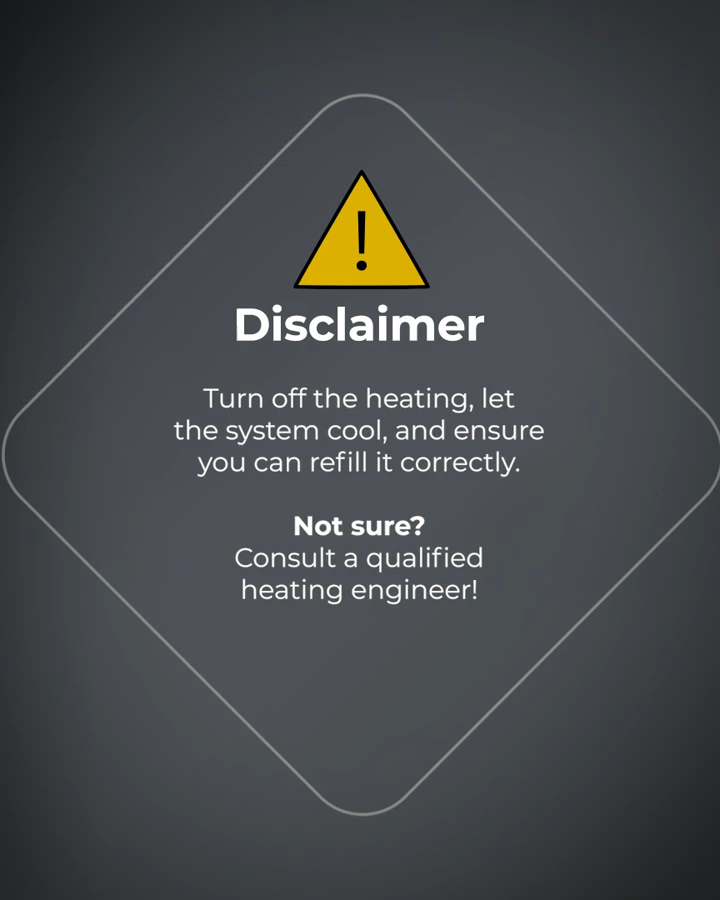 !
Disclaimer
Turn off the heating, let
the system cool, and ensure
you can refill it correctly.
Not sure?
Consult a qualified
heating engineer!